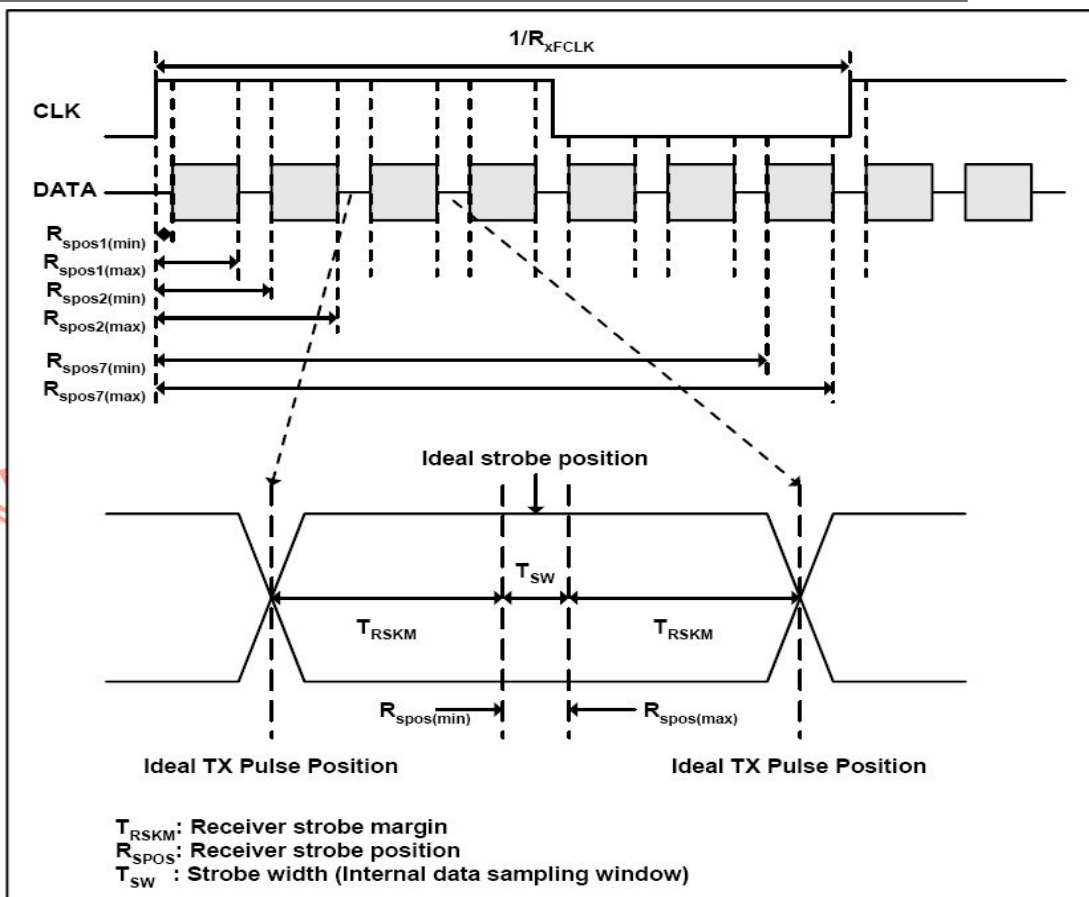 1/RxFCLK
CLK
DATA
Rspos1(min)
Rspos1(max)
Rspos2(min)
Rspos2(max)
Rspos7(min)
Rspos7(max)
Ideal strobe position
TSW
TRSKM
TRSKM
Rspos(min)
Rspos(max)
Ideal TX Pulse Position
Ideal TX Pulse Position
TRSKM: Receiver strobe margin
RSPOS: Receiver strobe position
TSW : Strobe width (Internal data sampling window)